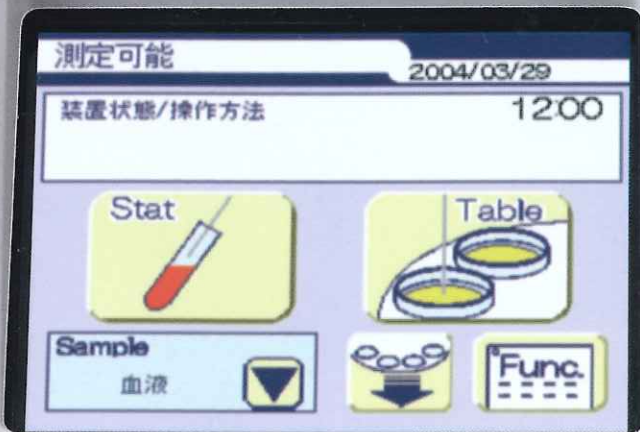 測定可能
2004/03/29
装置状態/操作方法
12:00
Stat
Table
Sample
血液
Func.